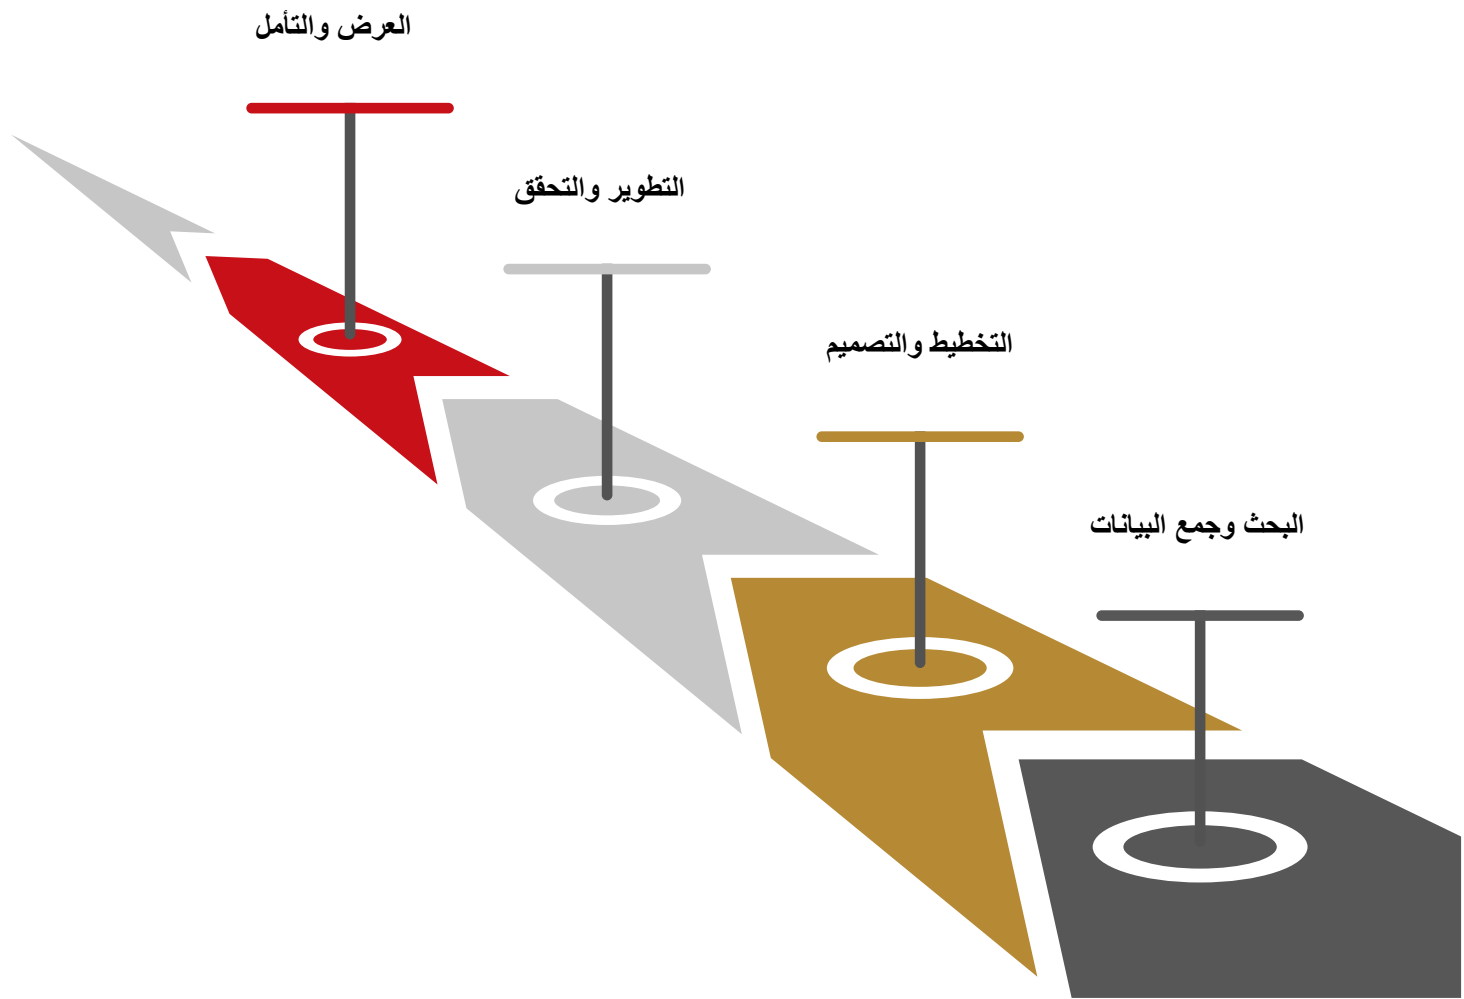 العرض والتأمل
التطوير والتحقق
التخطيط والتصميم
البحث وجمع البيانات